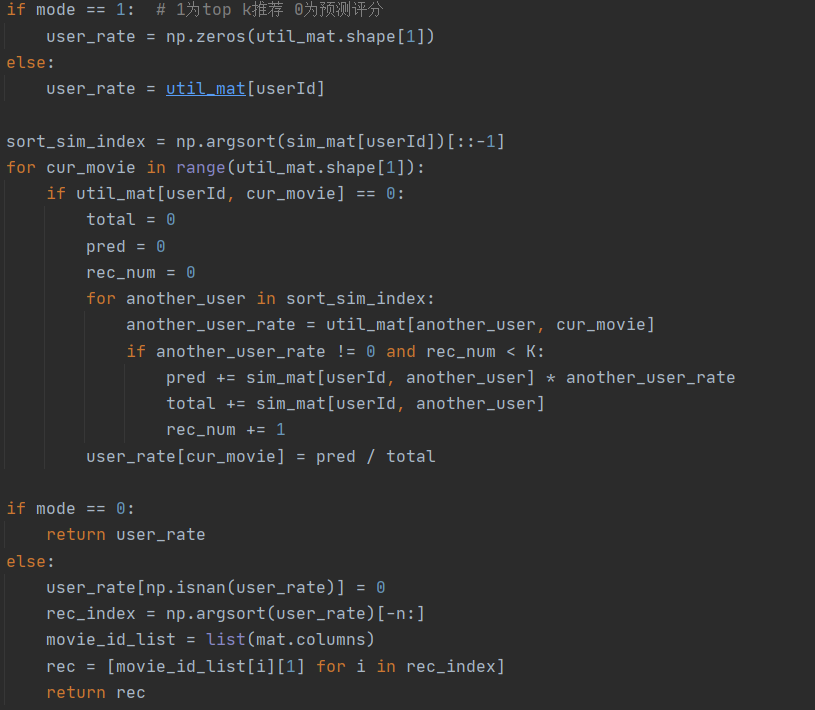 if mode == 1:  # 1为top k推荐 0为预测评分
    user_rate = np.zeros(util_mat.shape[1])
else:
    user_rate = util_mat[userId]

sort_sim_index = np.argsort(sim_mat[userId])[::-1]
for cur_movie in range(util_mat.shape[1]):
    if util_mat[userId, cur_movie] == 0:
        total = 0
        pred = 0
        rec_num = 0
        for another_user in sort_sim_index:
            another_user_rate = util_mat[another_user, cur_movie]
            if another_user_rate != 0 and rec_num < K:
                pred += sim_mat[userId, another_user] * another_user_rate
                total += sim_mat[userId, another_user]
                rec_num += 1
        user_rate[cur_movie] = pred / total

if mode == 0:
    return user_rate
else:
    user_rate[np.isnan(user_rate)] = 0
    rec_index = np.argsort(user_rate)[-n:]
    movie_id_list = list(mat.columns)
    rec = [movie_id_list[i][1] for i in rec_index]
    return rec